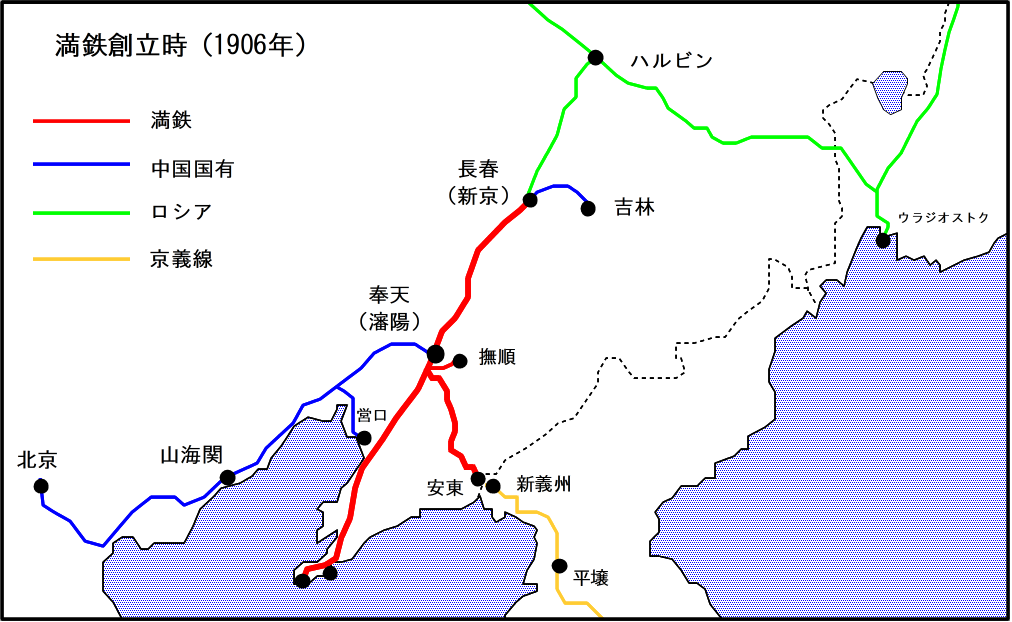 満鉄創立時（1906年）
満鉄
中国国有
ロシア
京義線
ハルビン
長春
（新京）
吉林
ウラジオストク
奉天
（瀋陽）
撫順
営口
山海関
北京
安東
新義州
平壌